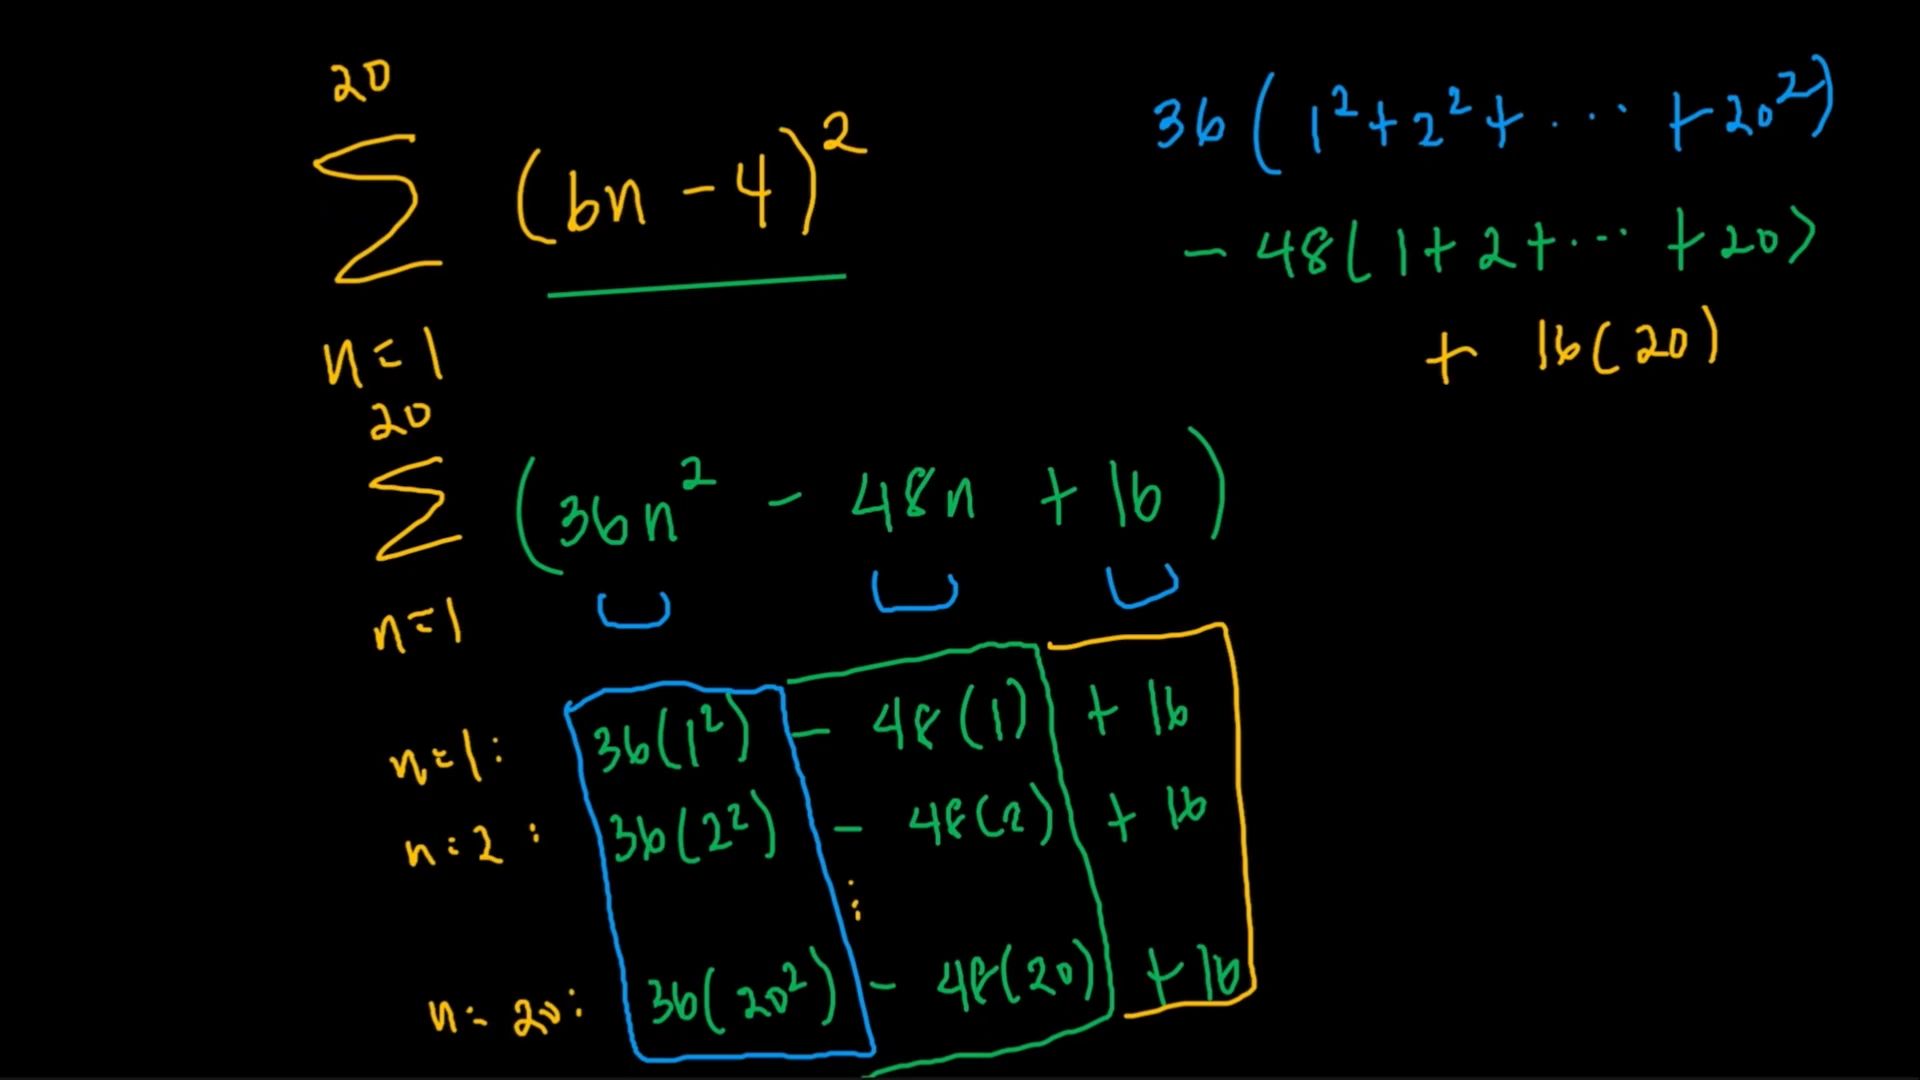 20
∑ (6n - 4)²
n = 1
36(1² + 2² + ... + 20²)
- 48(1 + 2 + ... + 20)
+ 16(20)
20
∑ (36n² - 48n + 16)
n = 1
n = 1: 36(1²) - 48(1) + 16
n = 2: 36(2²) - 48(2) + 16
⋮
n = 20: 36(20²) - 48(20) + 16